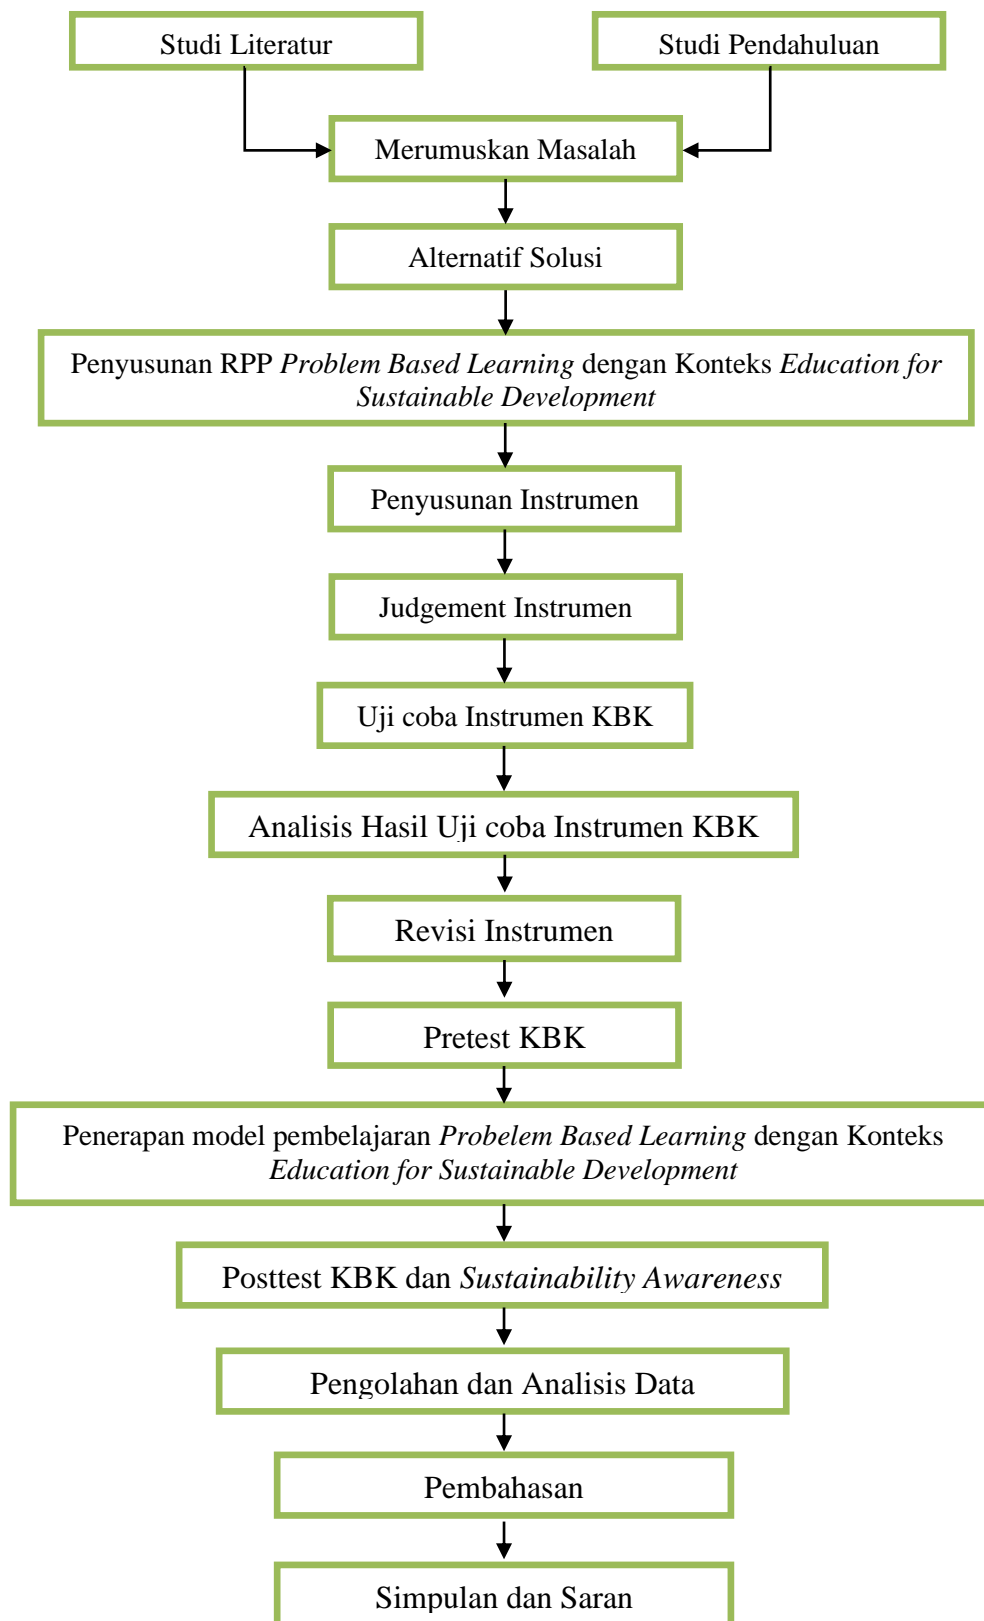 Studi Literatur
Studi Pendahuluan
Merumuskan Masalah
Alternatif Solusi
Penyusunan RPP Problem Based Learning dengan Konteks Education for
Sustainable Development
Penyusunan Instrumen
Judgement Instrumen
Uji coba Instrumen KBK
Analisis Hasil Uji coba Instrumen KBK
Revisi Instrumen
Pretest KBK
Penerapan model pembelajaran Probelem Based Learning dengan Konteks
Education for Sustainable Development
Posttest KBK dan Sustainability Awareness
Pengolahan dan Analisis Data
Pembahasan
Simpulan dan Saran